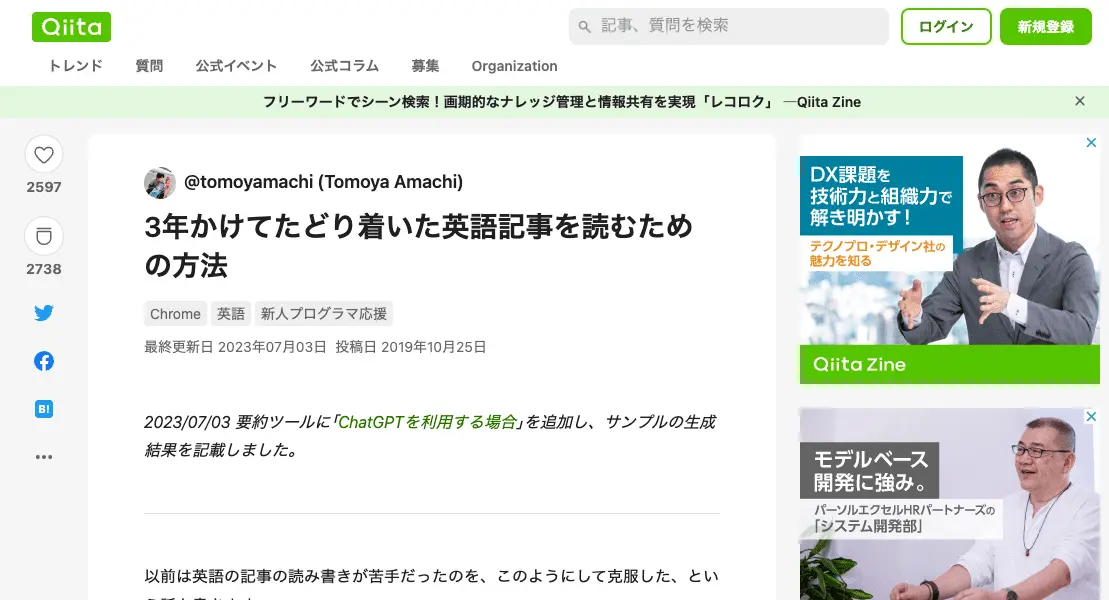 Qiita
記事、質問を検索
ログイン
新規登録
トレンド 質問 公式イベント 公式コラム 募集 Organization
フリーワードでシーン検索！画期的なナレッジ管理と情報共有を実現「レコロク」 —Qiita Zine
2597
2738
B!
@tomoyamachi (Tomoya Amachi)
3年かけてたどり着いた英語記事を読むため
の方法
Chrome 英語 新人プログラマ応援
最終更新日 2023年07月03日 投稿日 2019年10月25日
2023/07/03 要約ツールに「ChatGPTを利用する場合」を追加し、サンプルの生成
結果を記載しました。
以前は英語の記事の読み書きが苦手だったのを、このようにして克服した、とい
DX課題を
技術力と組織力で
解き明かす！
テクノプロ・デザイン社の
魅力を知る
Qiita Zine
モデルベース
開発に強み。
パーソルエクセルHRパートナーズの
「システム開発部」